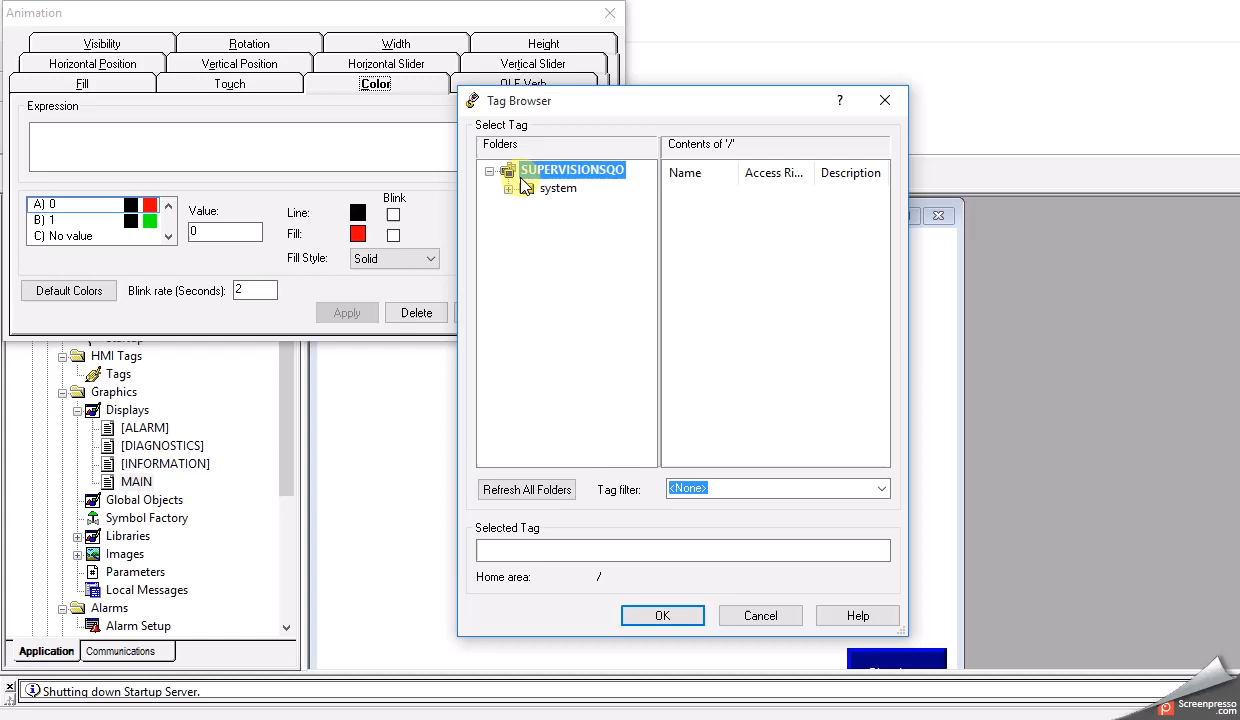 Animation
Visibility
Rotation
Width
Height
Horizontal Position
Vertical Position
Horizontal Slider
Vertical Slider
Fill
Touch
Color
OLE Verb
Expression
A) 0
B) 1
C) No value
Value:
0
Line:
Fill:
Blink
Fill Style:
Solid
Default Colors
Blink rate (Seconds):
2
Apply
Delete
Tag Browser
?
Select Tag
Folders
Contents of '/'
SUPERVISIONSQO
system
Name
Access Ri...
Description
Refresh All Folders
Tag filter:
<None>
Selected Tag
Home area:
/
OK
Cancel
Help
HMI Tags
Tags
Graphics
Displays
[ALARM]
[DIAGNOSTICS]
[INFORMATION]
MAIN
Global Objects
Symbol Factory
Libraries
Images
Parameters
Local Messages
Alarms
Alarm Setup
Application
Communications
Shutting down Startup Server.
Screenpresso
.com